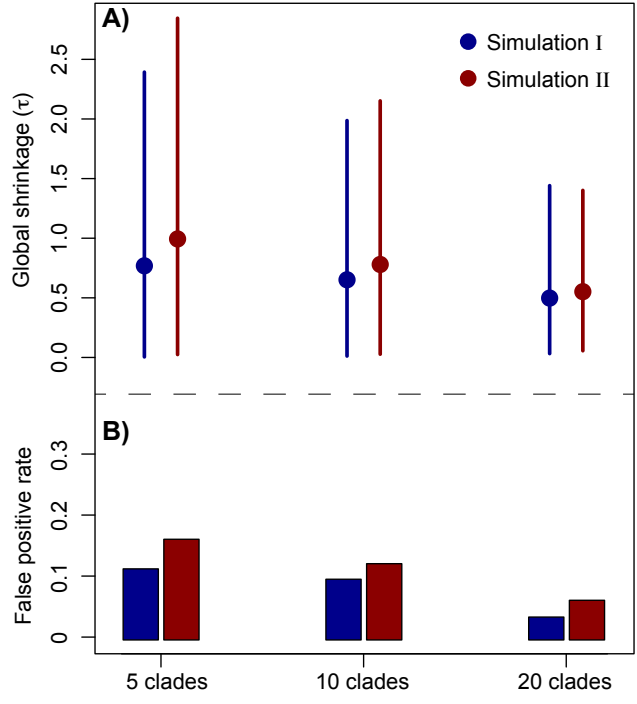 A)
Simulation I
Simulation II
Global shrinkage (τ)
2.5
2.0
1.5
1.0
0.5
0.0
B)
False positive rate
0.3
0.2
0.1
0
5 clades
10 clades
20 clades